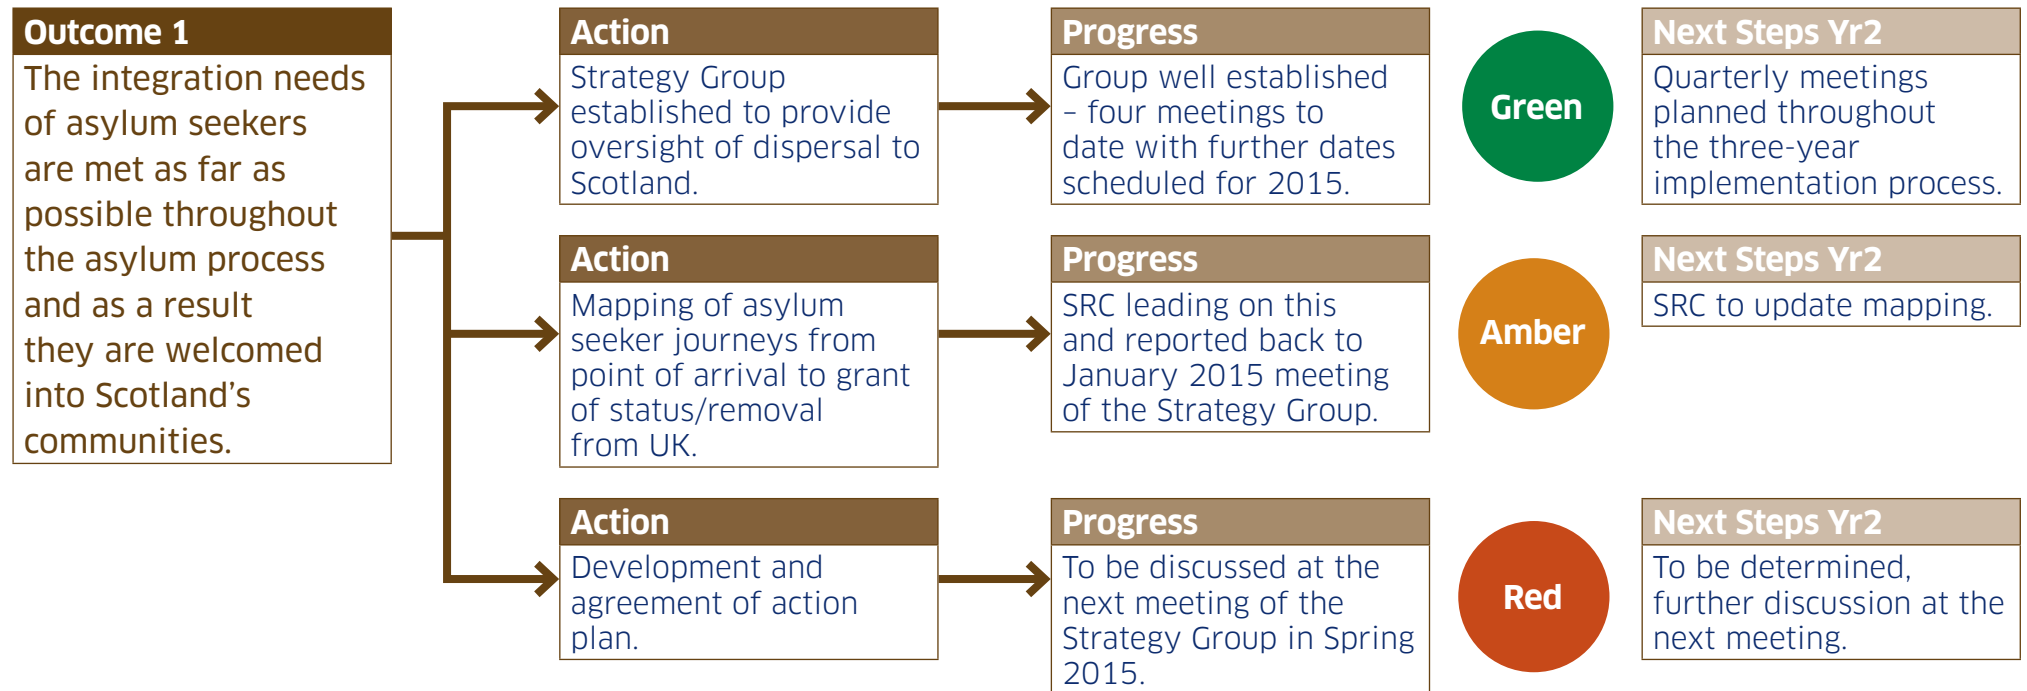 Outcome 1
The integration needs
of asylum seekers
are met as far as
possible throughout
the asylum process
and as a result
they are welcomed
into Scotland’s
communities.
Action
Strategy Group
established to provide
oversight of dispersal to
Scotland.
Progress
Group well established
– four meetings to
date with further dates
scheduled for 2015.
Green
Next Steps Yr2
Quarterly meetings
planned throughout
the three-year
implementation process.
Action
Mapping of asylum
seeker journeys from
point of arrival to grant
of status/removal
from UK.
Progress
SRC leading on this
and reported back to
January 2015 meeting
of the Strategy Group.
Amber
Next Steps Yr2
SRC to update mapping.
Action
Development and
agreement of action
plan.
Progress
To be discussed at the
next meeting of the
Strategy Group in Spring
2015.
Red
Next Steps Yr2
To be determined,
further discussion at the
next meeting.